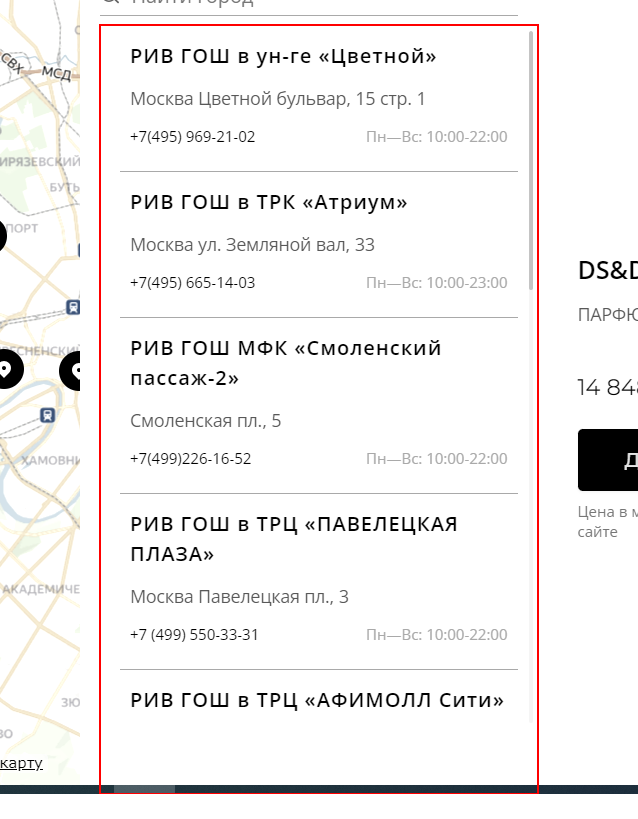 Найти город
СВХ
МСД
ИРЯЗЕВСКИЙ
БУТЬ
ПОРТ
РЕСНЕНСКИЙ
ХАМОВНИ
АКАДЕМИЧЕ
ЗЮ
ВО
карту
РИВ ГОШ в ун-ге «Цветной»
Москва Цветной бульвар, 15 стр. 1
+7(495) 969-21-02 Пн—Вс: 10:00-22:00
РИВ ГОШ в ТРК «Атриум»
Москва ул. Земляной вал, 33
+7(495) 665-14-03 Пн—Вс: 10:00-23:00
РИВ ГОШ МФК «Смоленский
пассаж-2»
Смоленская пл., 5
+7(499)226-16-52 Пн—Вс: 10:00-22:00
РИВ ГОШ в ТРЦ «ПАВЕЛЕЦКАЯ
ПЛАЗА»
Москва Павелецкая пл., 3
+7 (499) 550-33-31 Пн—Вс: 10:00-22:00
РИВ ГОШ в ТРЦ «АФИМОЛЛ Сити»
DS&D
ПАРФЮ
14 848
Д
Цена в м
сайте